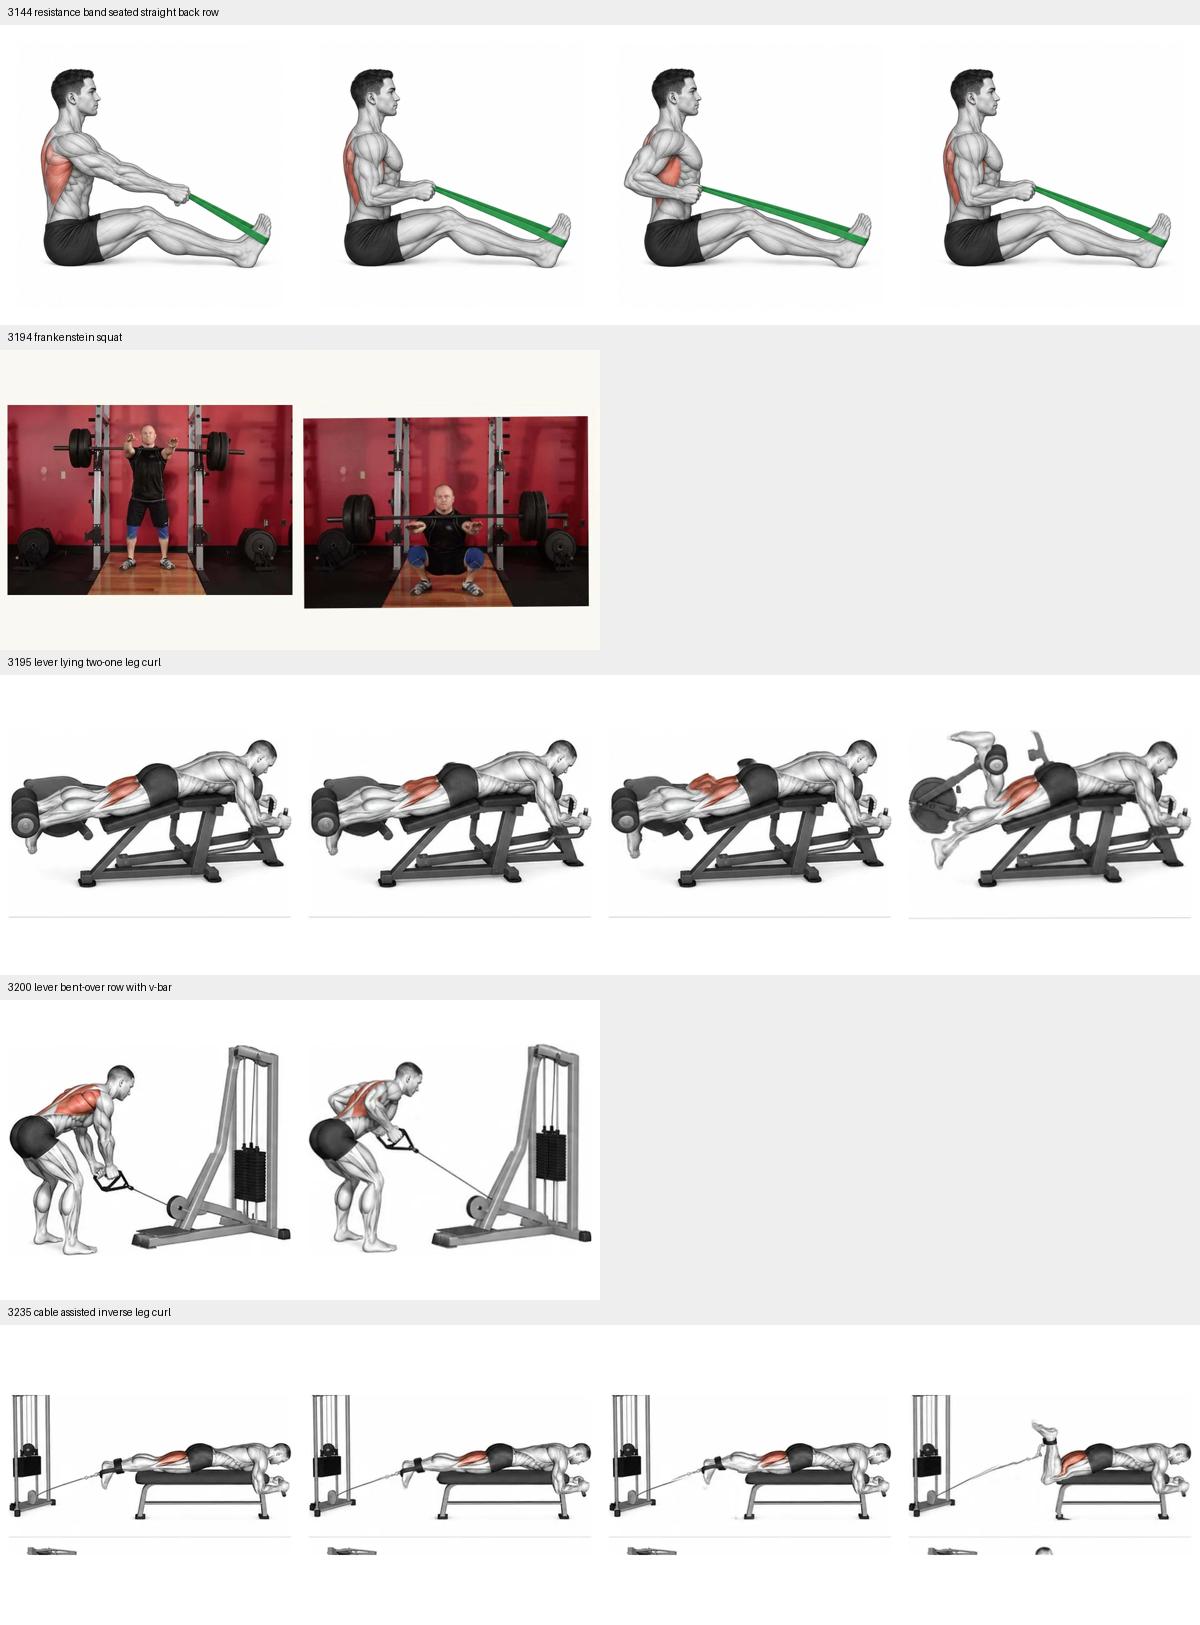 3144 resistance band seated straight back row
3194 frankenstein squat
3195 lever lying two-one leg curl
3200 lever bent-over row with v-bar
3235 cable assisted inverse leg curl